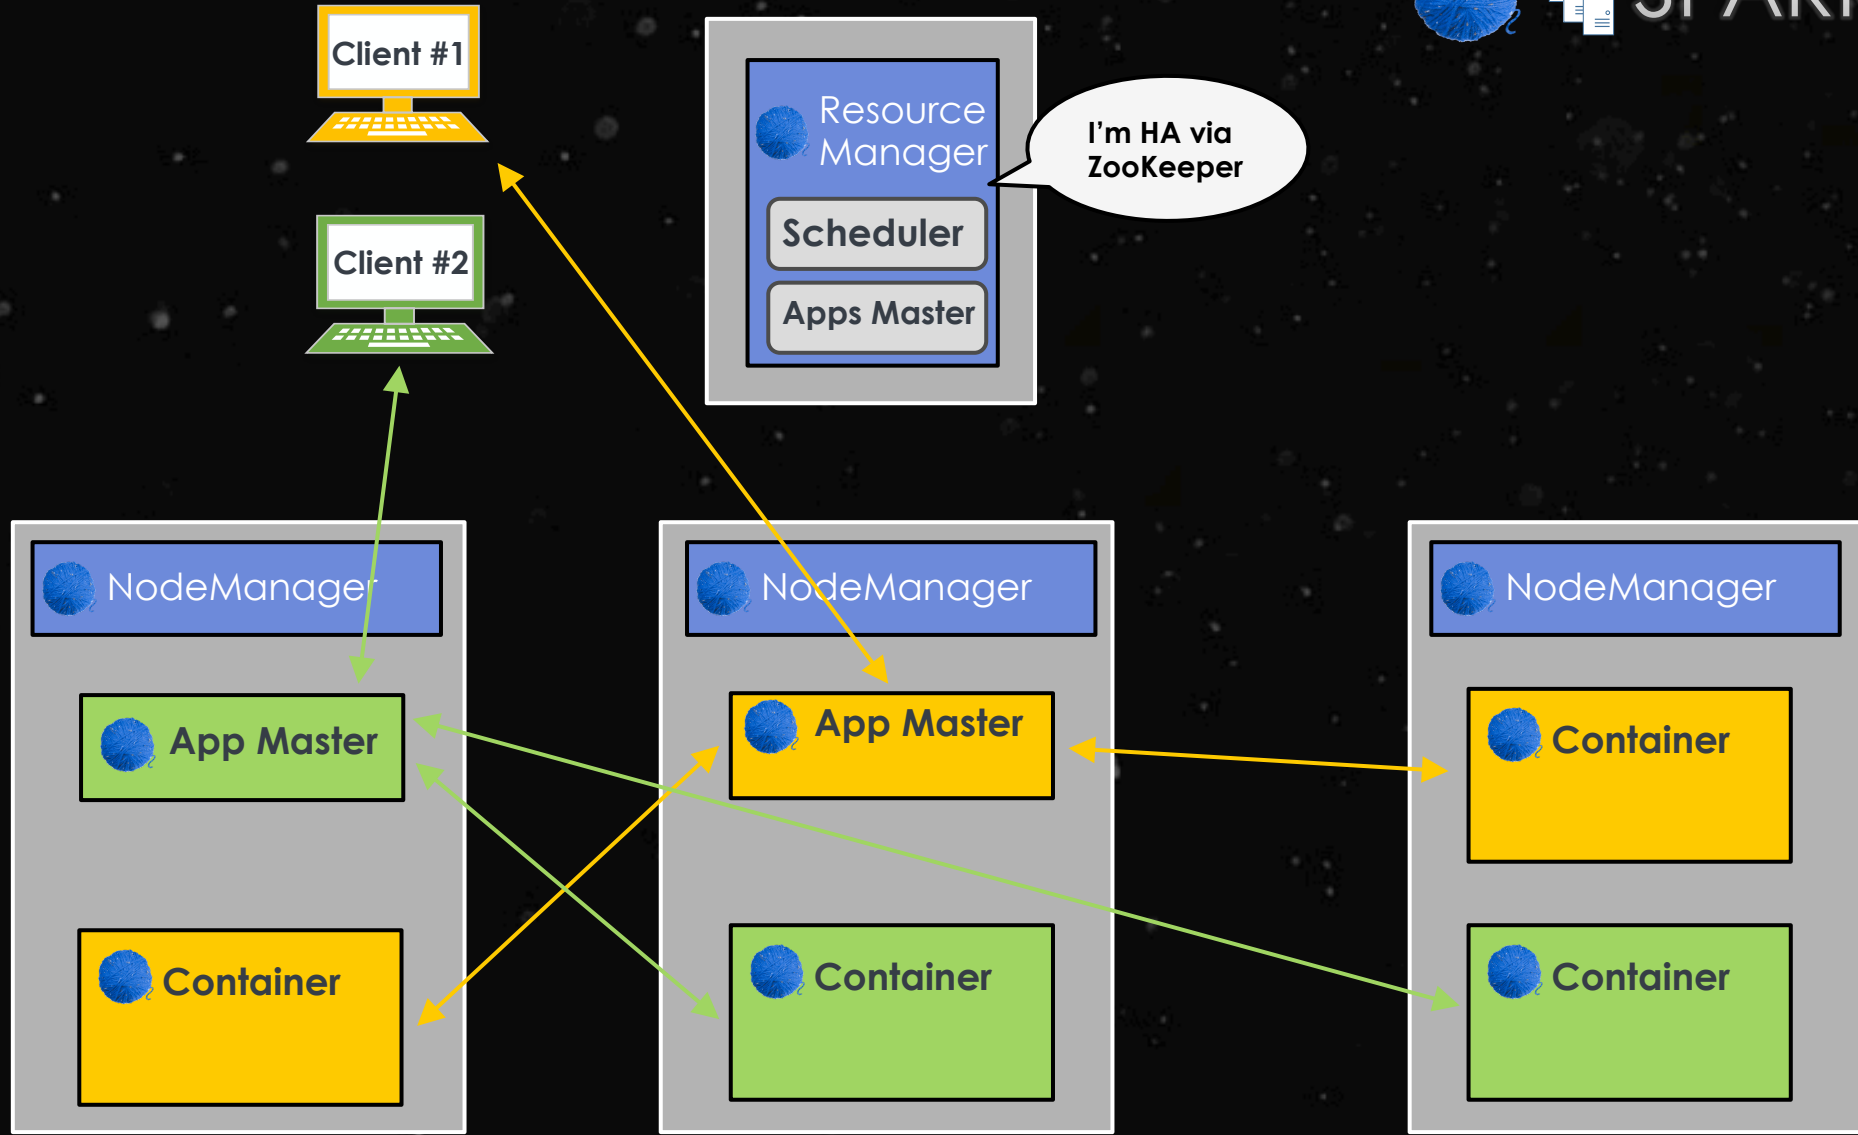 Client #1
Client #2
Resource
Manager
Scheduler
Apps Master
I'm HA via
ZooKeeper
NodeManager
App Master
Container
NodeManager
App Master
Container
NodeManager
Container
Container